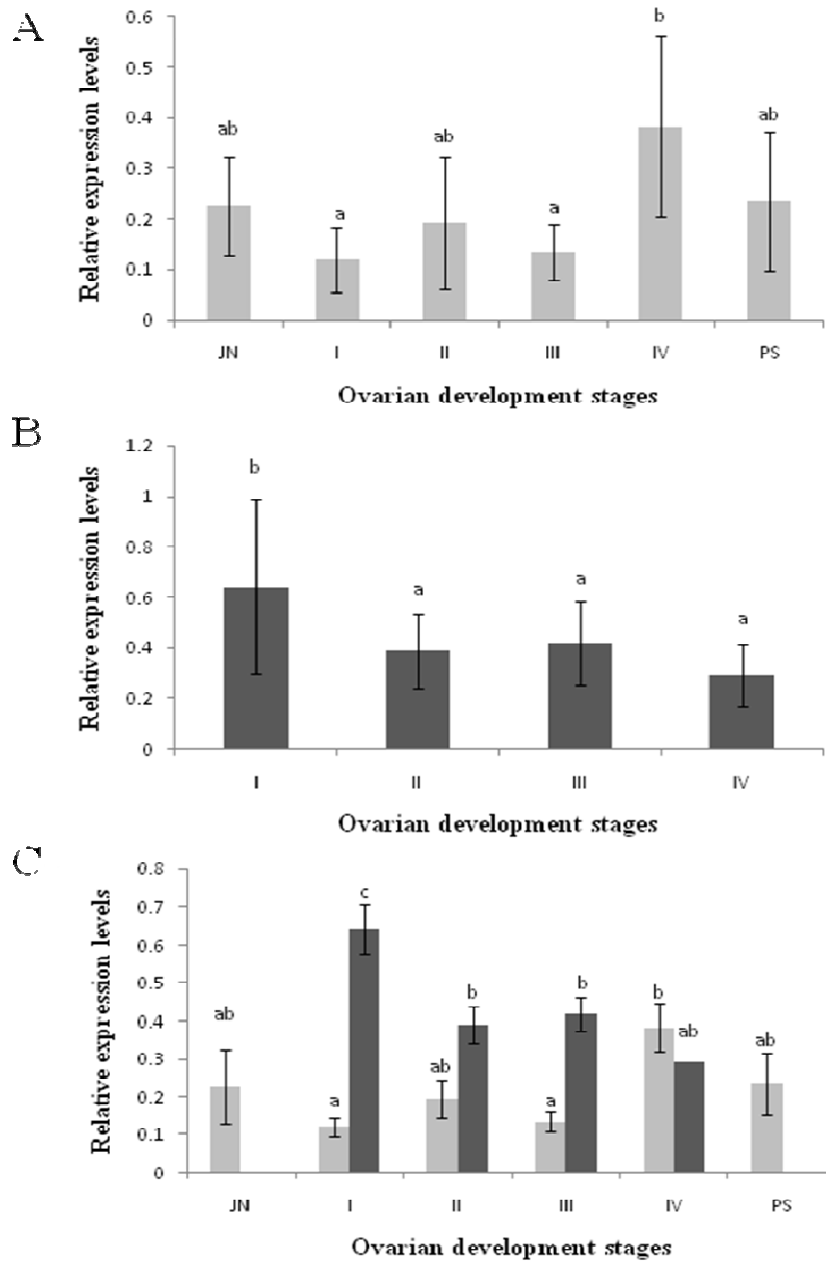 A
Relative expression levels
0.6
0.5
0.4
0.3
0.2
0.1
0
ab
a
ab
a
b
ab
JN I II III IV PS
Ovarian development stages
B
Relative expression levels
1.2
1
0.8
0.6
0.4
0.2
0
b
a
a
a
I II III IV
Ovarian development stages
C
Relative expression levels
0.8
0.7
0.6
0.5
0.4
0.3
0.2
0.1
0
ab
a
c
ab
b
a
b
b
ab
ab
JN I II III IV PS
Ovarian development stages